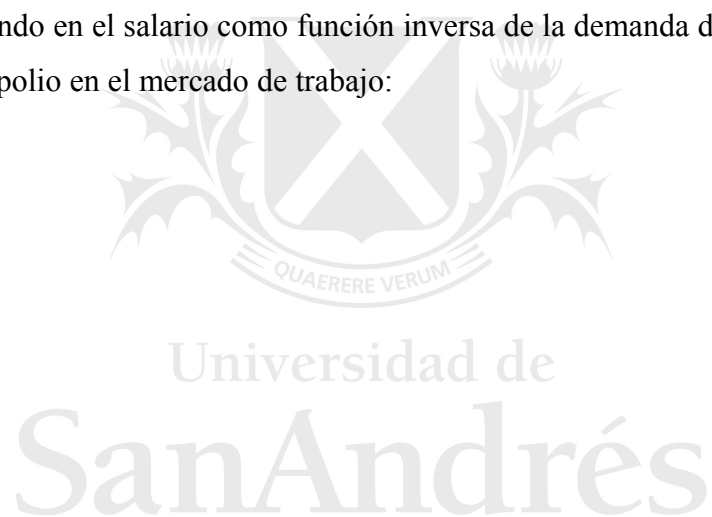 ndo en el salario como función inversa de la demanda d
polio en el mercado de trabajo:
QUAERERE VERUM
Universidad de
SanAndrés